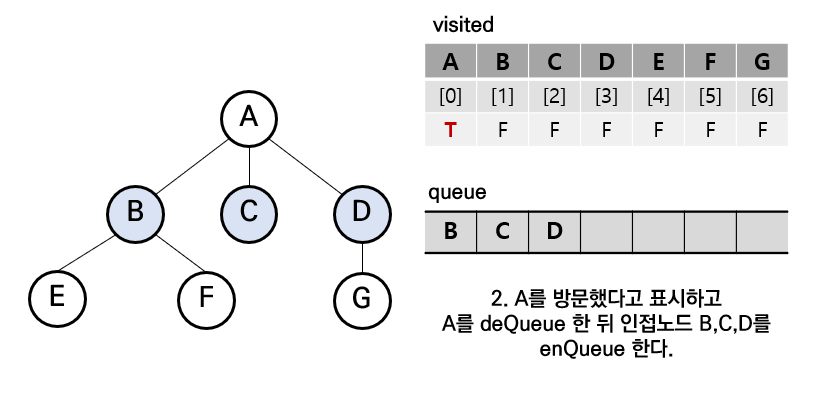 visited
A B C D E F G
[0] [1] [2] [3] [4] [5] [6]
T F F F F F F
queue
B C D
2. A를 방문했다고 표시하고
A를 deQueue 한 뒤 인접노드 B,C,D를
enQueue 한다.
A
B C D
E F G